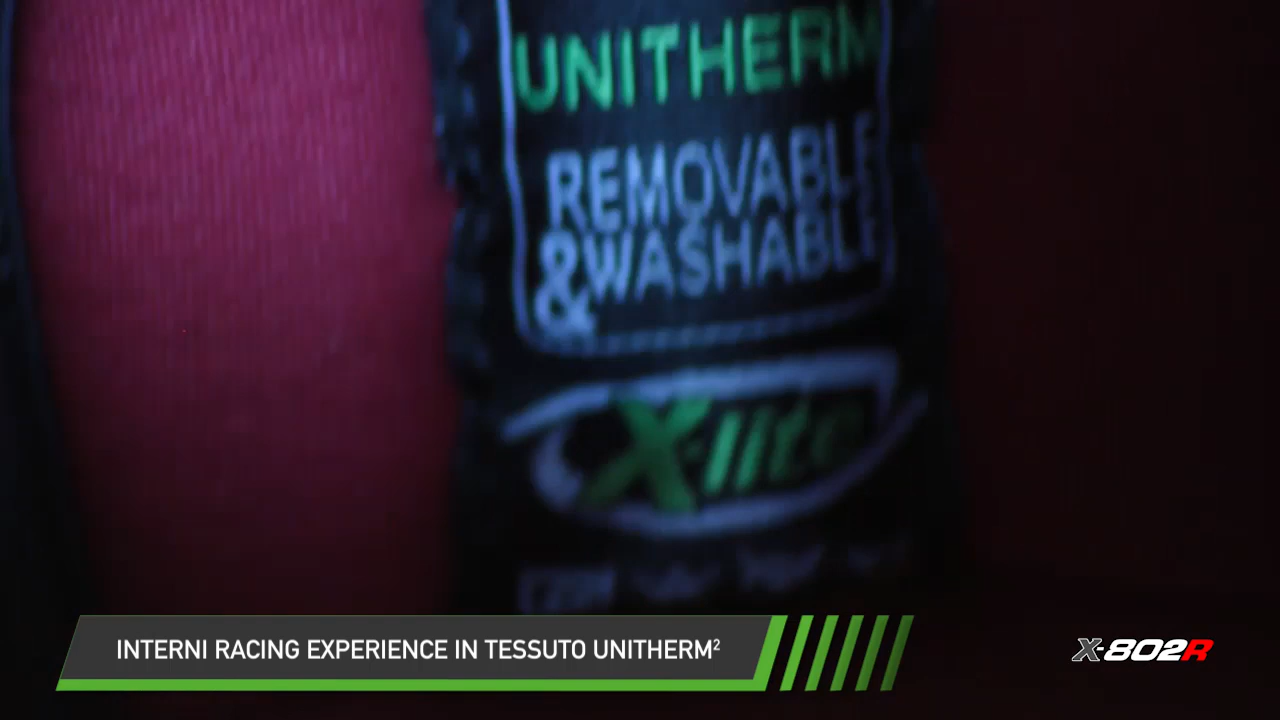 UNITHERM
REMOVABLE
&WASHABLE
X-lite
INTERNI RACING EXPERIENCE IN TESSUTO UNITHERM²
X-802R